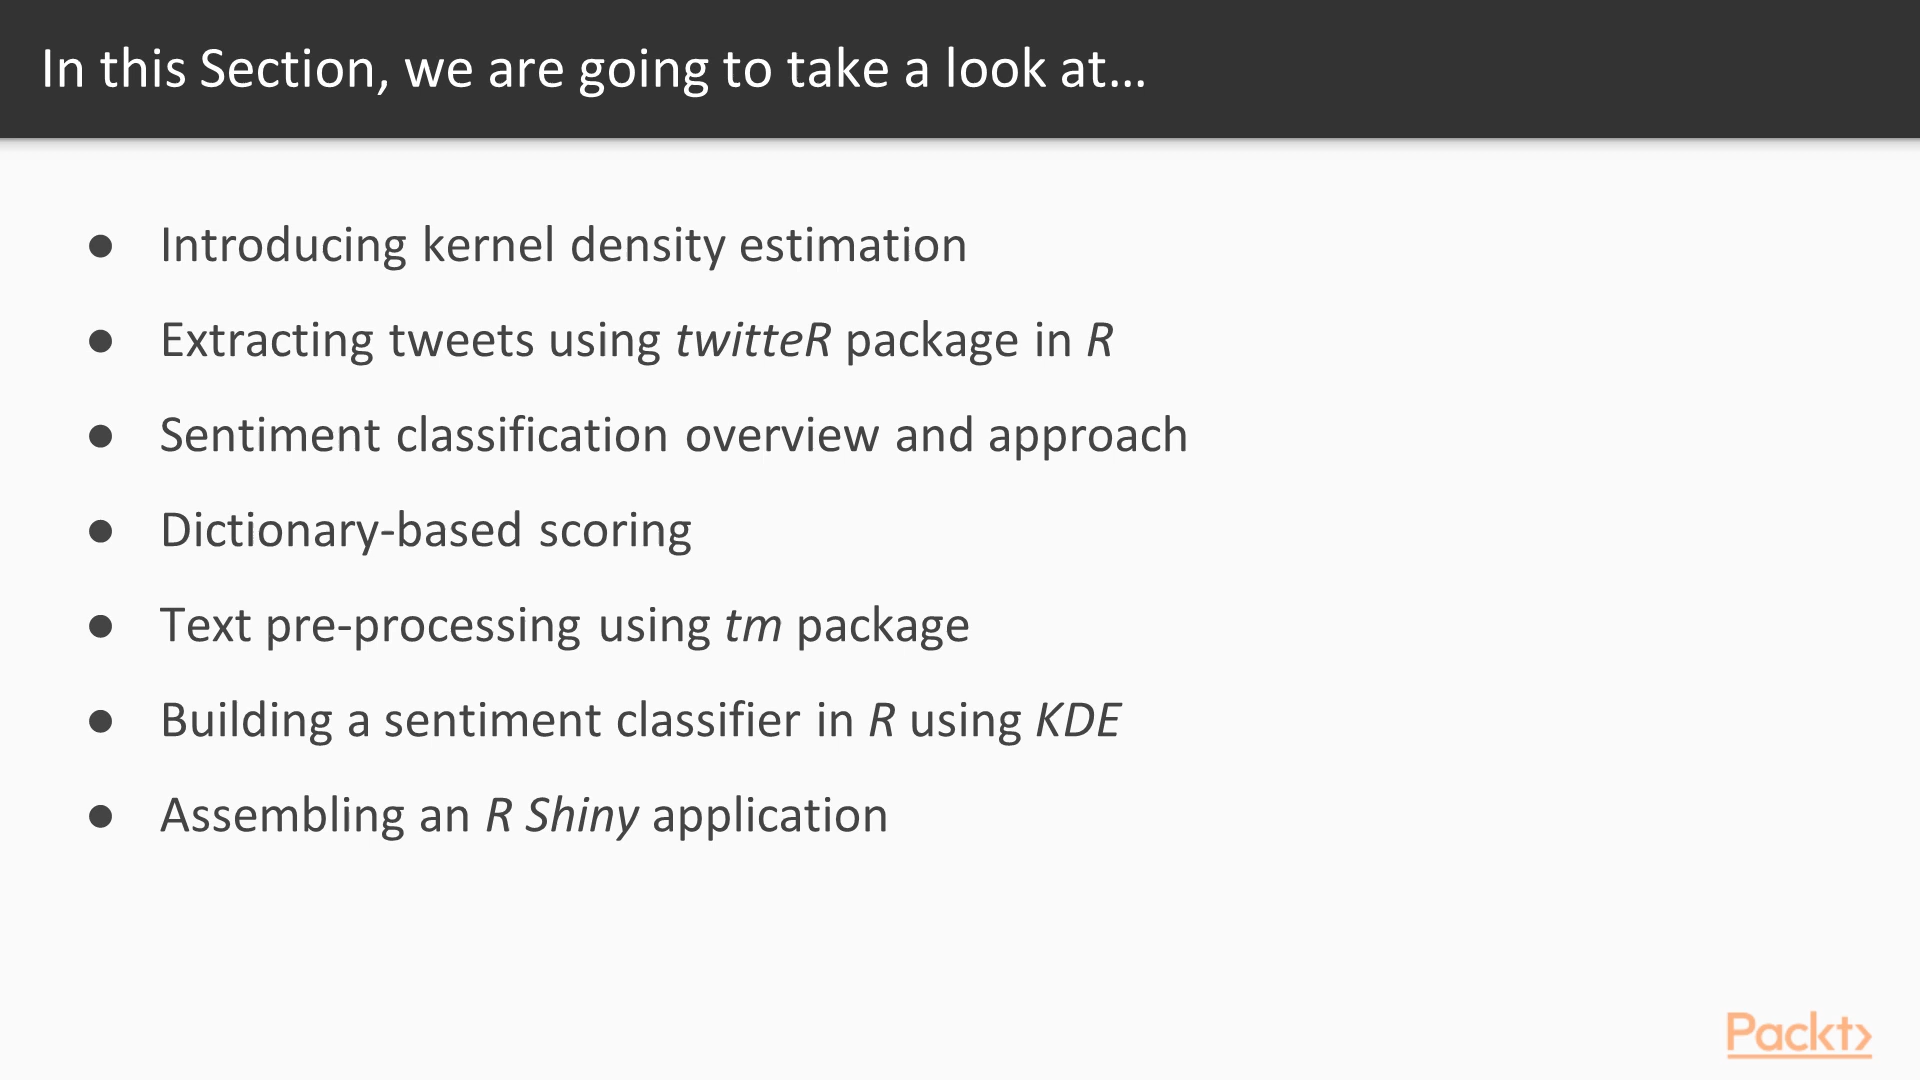 In this Section, we are going to take a look at...
● Introducing kernel density estimation
● Extracting tweets using twitteR package in R
● Sentiment classification overview and approach
● Dictionary-based scoring
● Text pre-processing using tm package
● Building a sentiment classifier in R using KDE
● Assembling an R Shiny application
Packt>